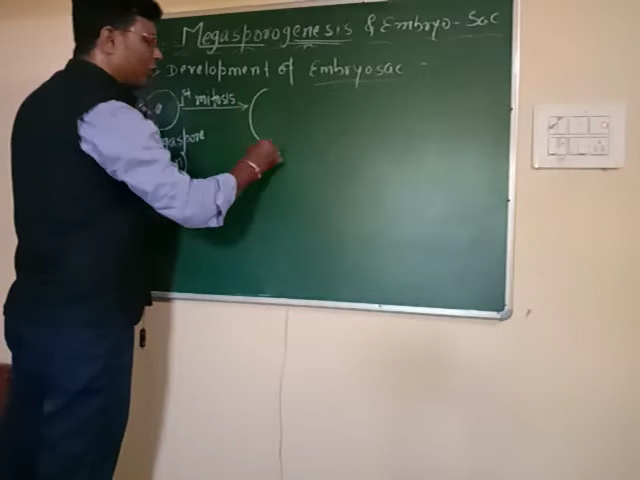 Megasporogenesis & Embryo-Sac
Development of Embryosac -
1st mitosis